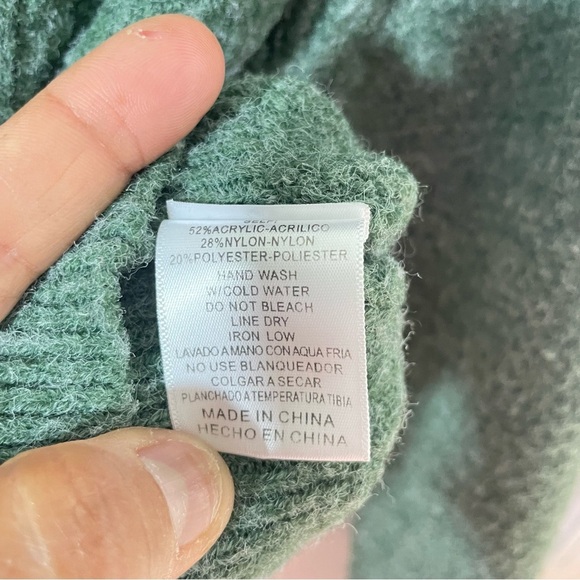 52%ACRYLIC-ACRILICO
28%NYLON-NYLON
20%POLYESTER-POLIESTER
HAND WASH
W/COLD WATER
DO NOT BLEACH
LINE DRY
IRON LOW
LAVADO A MANO CON AQUA FRIA
NO USE BLANQUEADOR
COLGAR A SECAR
PLANCHADO A TEMPERATURA TIBIA
MADE IN CHINA
HECHO EN CHINA